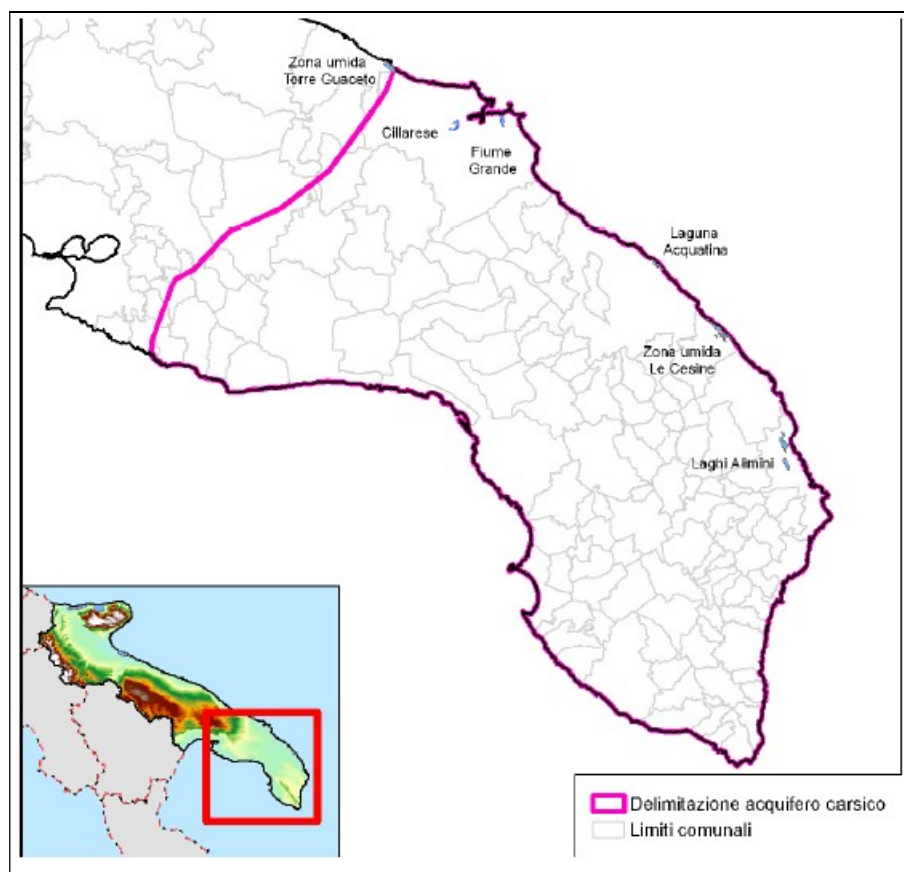 Zona umida
Torre Guaceto
Cillarese
Fiume
Grande
Laguna
Acquatina
Zona umida
Le Cesine
Laghi Alimini
Delimitazione acquifero carsico
Limiti comunali